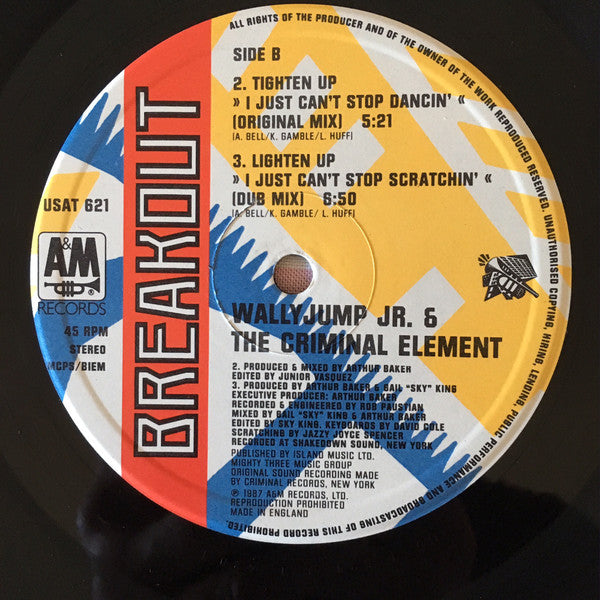 ALL RIGHTS OF THE PRODUCER AND OF THE OWNER OF THE WORK REPRODUCED RESERVED. UNAUTHORISED COPYING, HIRING, LENDING, PUBLIC PERFORMANCE AND BROADCASTING OF THIS RECORD PROHIBITED.
SIDE B
2. TIGHTEN UP
» I JUST CAN'T STOP DANCIN' «
(ORIGINAL MIX) 5:21
(A. BELL/K. GAMBLE/L. HUFF)
3. LIGHTEN UP
» I JUST CAN'T STOP SCRATCHIN' «
(DUB MIX) 6:50
(A. BELL/K. GAMBLE/ L. HUFF)
USAT 621
A&M
®
RECORDS
45 RPM
STEREO
MCPS/BIEM
BREAKOUT
WALLYJUMP JR. &
THE CRIMINAL ELEMENT
2. PRODUCED & MIXED BY ARTHUR BAKER
EDITED BY JUNIOR VASQUEZ
3. PRODUCED BY ARTHUR BAKER & GAIL "SKY" KING
EXECUTIVE PRODUCER: ARTHUR BAKER
RECORDED & ENGINEERED BY ROB PAUSTIAN
MIXED BY GAIL "SKY" KING & ARTHUR BAKER
EDITED BY SKY KING, KEYBOARDS BY DAVID COLE
SCRATCHING BY JAZZY JOYCE SPENCER
RECORDED AT SHAKEDOWN SOUND, NEW YORK
PUBLISHED BY ISLAND MUSIC LTD/
MIGHTY THREE MUSIC GROUP
ORIGINAL SOUND RECORDING MADE
BY CRIMINAL RECORDS, NEW YORK
℗ 1987 A&M RECORDS, LTD.
REPRODUCTION PROHIBITED
MADE IN ENGLAND